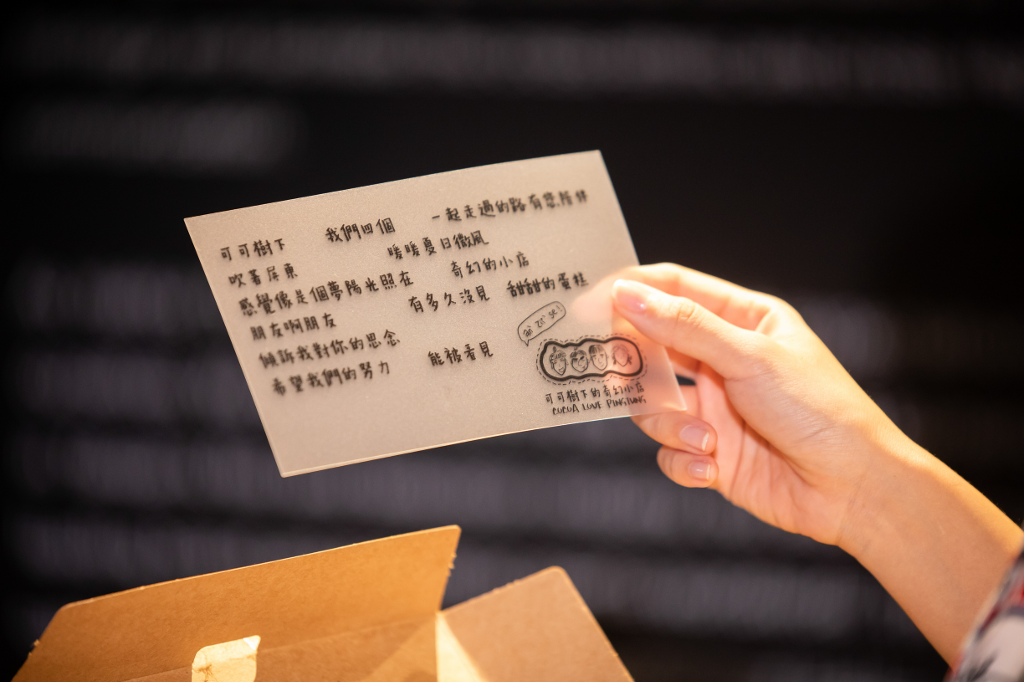 可可樹下 我們四個 一起走過的路有您陪伴
吹著屏東 暖暖夏日微風
感覺像是個夢陽光照在 奇幻的小店
朋友啊朋友 有多久沒見 甜甜的蛋糕
傾訴我對你的思念
希望我們的努力 能被看見
可可樹下的奇幻小店
COCOA LOVE PINGTUNG